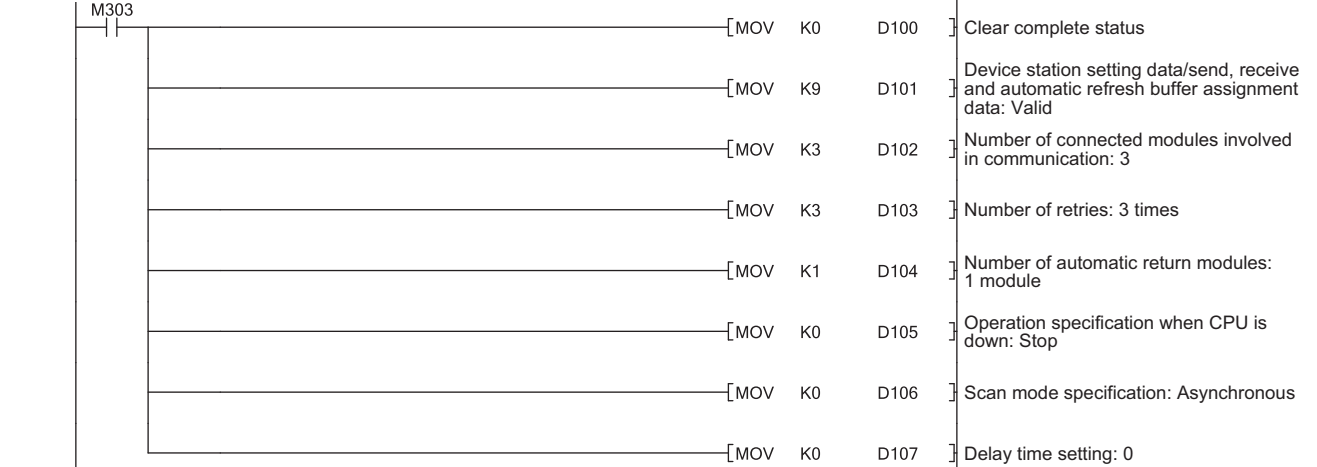 M303
MOV K0 D100 Clear complete status
Device station setting data/send, receive
MOV K9 D101 and automatic refresh buffer assignment
data: Valid
MOV K3 D102 Number of connected modules involved
in communication: 3
MOV K3 D103 Number of retries: 3 times
MOV K1 D104 Number of automatic return modules:
1 module
MOV K0 D105 Operation specification when CPU is
down: Stop
MOV K0 D106 Scan mode specification: Asynchronous
MOV K0 D107 Delay time setting: 0